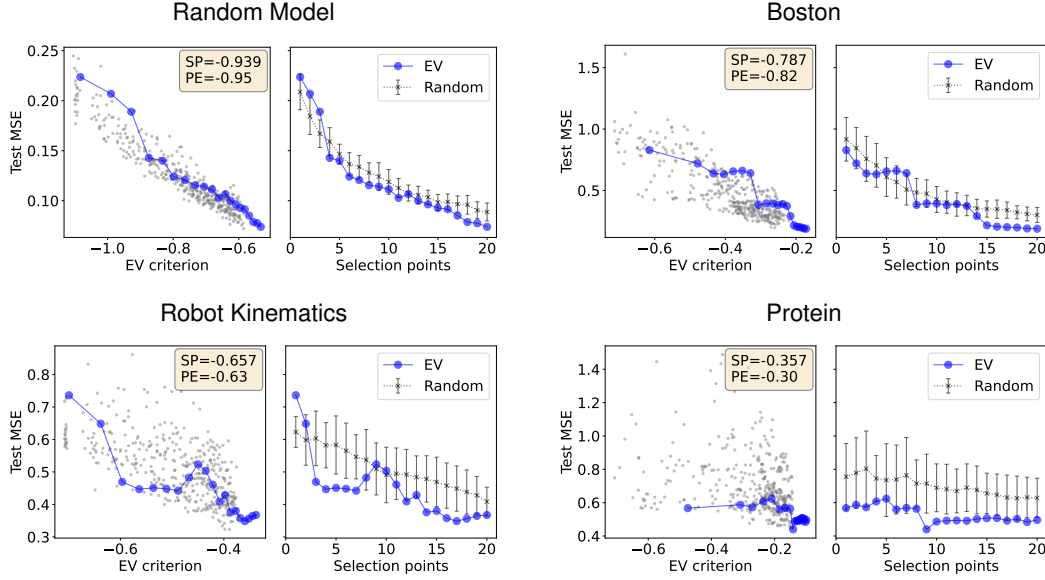 Random Model
Test MSE
0.25
0.20
0.15
0.10
SP=-0.939
PE=-0.95
−1.0
−0.8
−0.6
EV criterion
EV
Random
0
5
10
15
20
Selection points
Boston
Test MSE
1.5
1.0
0.5
SP=-0.787
PE=-0.82
−0.6
−0.4
−0.2
EV criterion
EV
Random
0
5
10
15
20
Selection points
Robot Kinematics
Test MSE
0.8
0.7
0.6
0.5
0.4
0.3
SP=-0.657
PE=-0.63
−0.6
−0.4
EV criterion
EV
Random
0
5
10
15
20
Selection points
Protein
Test MSE
1.4
1.2
1.0
0.8
0.6
0.4
SP=-0.357
PE=-0.30
−0.6
−0.4
−0.2
EV criterion
EV
Random
0
5
10
15
20
Selection points